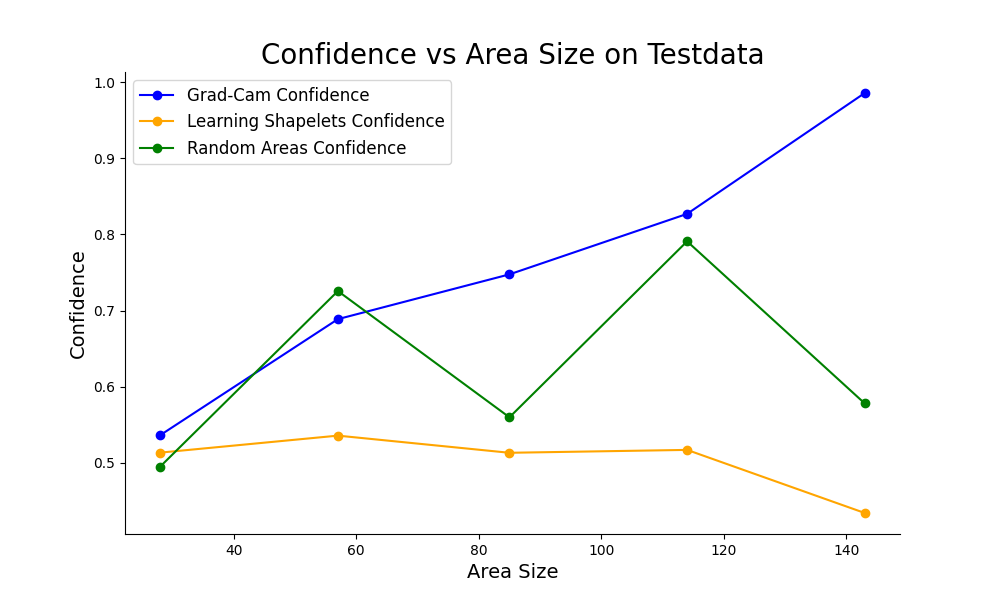 Confidence vs Area Size on Testdata
Grad-Cam Confidence
Learning Shapelets Confidence
Random Areas Confidence
Confidence
1.0
0.9
0.8
0.7
0.6
0.5
40 60 80 100 120 140
Area Size